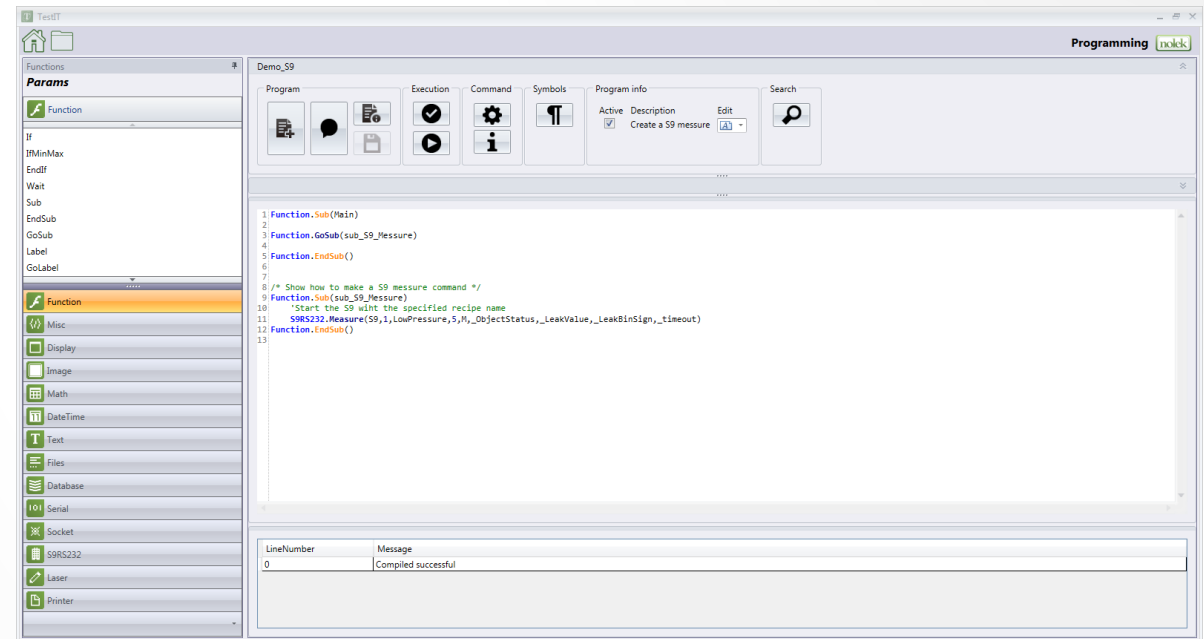 TestIT
Programming nolek
Functions
Params
Function
If
IfMinMax
EndIf
Wait
Sub
EndSub
GoSub
Label
GoLabel
Function
Misc
Display
Image
Math
DateTime
Text
Files
Database
Serial
Socket
S9RS232
Laser
Printer
Demo_S9
Program Execution Command Symbols Program info Search
Active Description Edit
Create a S9 messure
1 Function.Sub(Main)
2
3 Function.GoSub(sub_S9_Messure)
4
5 Function.EndSub()
6
7
8 /* Show how to make a S9 messure command */
9 Function.Sub(sub_S9_Messure)
10 'Start the S9 wiht the specified recipe name
11 S9RS232.Measure(S9,1,LowPressure,5,M,_ObjectStatus,_LeakValue,_LeakBinSign,_timeout)
12 Function.EndSub()
13
LineNumber Message
0 Compiled successful